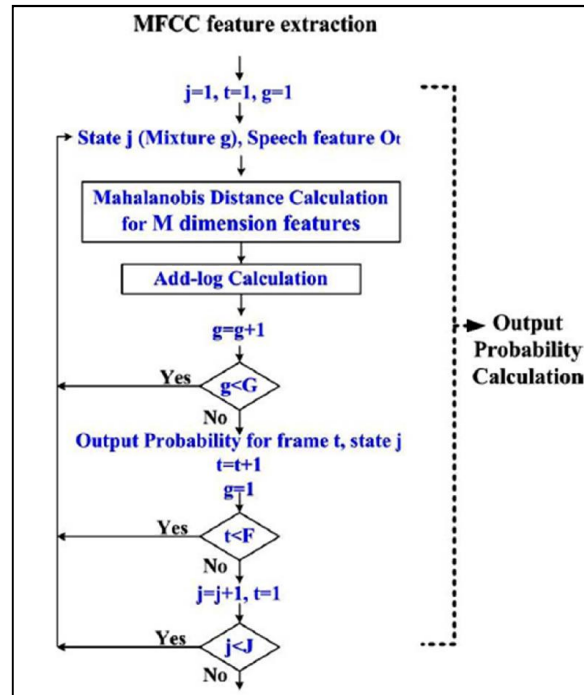 MFCC feature extraction
j=1, t=1, g=1
State j (Mixture g), Speech feature Ot
Mahalanobis Distance Calculation
for M dimension features
Add-log Calculation
g=g+1
Yes
g<G
No
Output Probability for frame t, state j
t=t+1
g=1
Yes
t<F
No
j=j+1, t=1
Yes
j<J
No
Output
Probability
Calculation